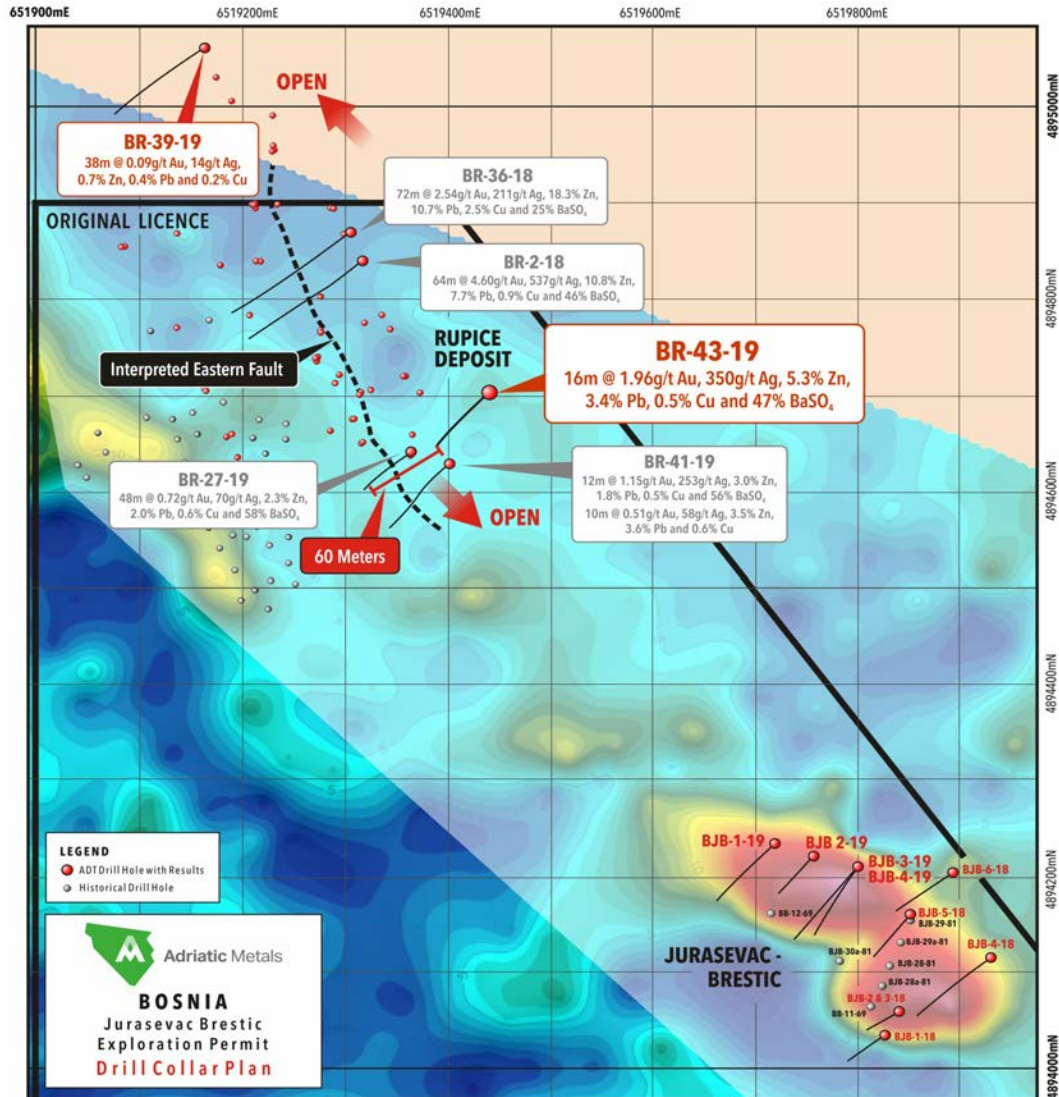 6519000mE
6519200mE
6519400mE
6519600mE
6519800mE
4895000mN
4894800mN
4894600mN
4894400mN
4894200mN
4894000mN
OPEN
BR-39-19
38m @ 0.09g/t Au, 14g/t Ag,
0.7% Zn, 0.4% Pb and 0.2% Cu
ORIGINAL LICENCE
BR-36-18
72m @ 2.54g/t Au, 211g/t Ag, 18.3% Zn,
10.7% Pb, 2.5% Cu and 25% BaSO₄
BR-2-18
64m @ 4.60g/t Au, 537g/t Ag, 10.8% Zn,
7.7% Pb, 0.9% Cu and 46% BaSO₄
Interpreted Eastern Fault
RUPICE
DEPOSIT
BR-43-19
16m @ 1.96g/t Au, 350g/t Ag, 5.3% Zn,
3.4% Pb, 0.5% Cu and 47% BaSO₄
BR-27-19
48m @ 0.72g/t Au, 70g/t Ag, 2.3% Zn,
2.0% Pb, 0.6% Cu and 58% BaSO₄
BR-41-19
12m @ 1.15g/t Au, 253g/t Ag, 3.0% Zn,
1.8% Pb, 0.5% Cu and 56% BaSO₄
10m @ 0.51g/t Au, 58g/t Ag, 3.5% Zn,
3.6% Pb and 0.6% Cu
OPEN
60 Meters
BJB-1-19
BJB 2-19
BJB-3-19
BJB-4-19
BJB-6-18
BB-12-69
BJB-5-18
BJB-29-81
BJB-29a-81
BJB-4-18
BJB-30a-81
BJB-28-81
JURASEVAC -
BRESTIC
BJB-28a-81
BJB-2 & 3-18
BB-11-69
BJB-1-18
LEGEND
ADT Drill Hole with Results
Historical Drill Hole
Adriatic Metals
BOSNIA
Jurasevac Brestic
Exploration Permit
Drill Collar Plan